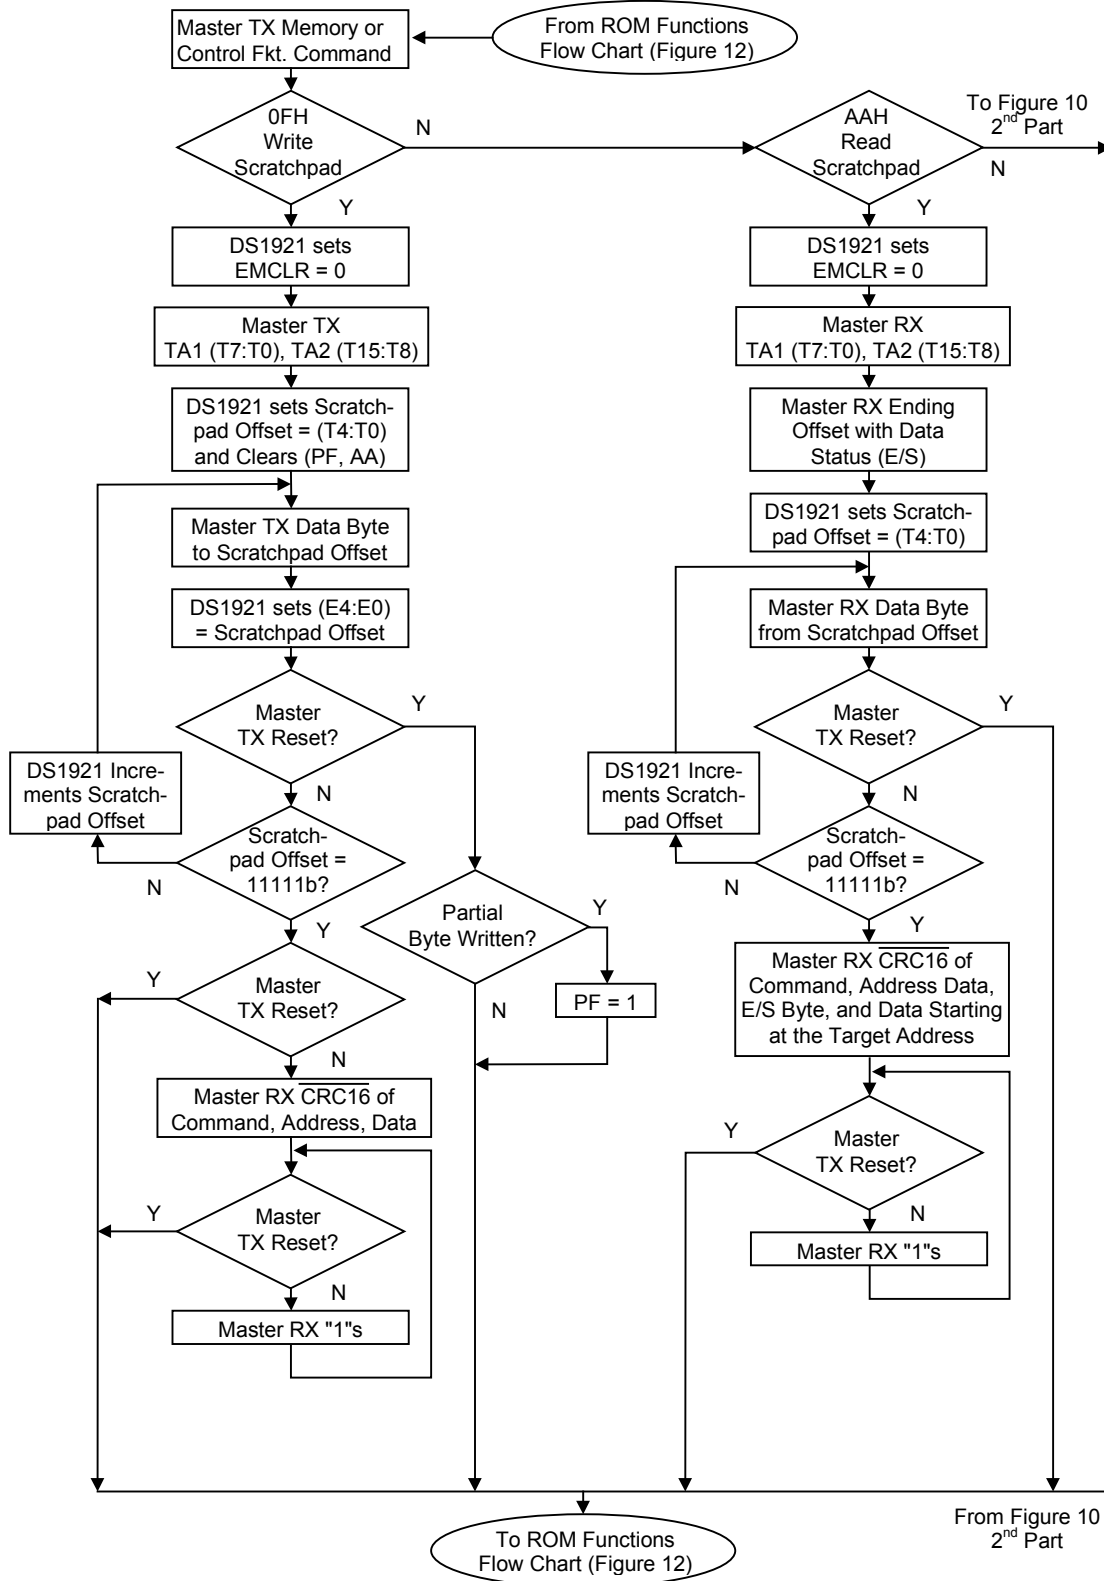 Master TX Memory or
Control Fkt. Command
From ROM Functions
Flow Chart (Figure 12)
0FH
Write
Scratchpad
N
Y
AAH
Read
Scratchpad
To Figure 10
2nd Part
N
Y
DS1921 sets
EMCLR = 0
Master TX
TA1 (T7:T0), TA2 (T15:T8)
DS1921 sets Scratch-
pad Offset = (T4:T0)
and Clears (PF, AA)
Master TX Data Byte
to Scratchpad Offset
DS1921 sets (E4:E0)
= Scratchpad Offset
Master
TX Reset?
Y
N
DS1921 Incre-
ments Scratch-
pad Offset
Scratch-
pad Offset =
11111b?
N
Y
Partial
Byte Written?
Y
N
PF = 1
Master
TX Reset?
Y
N
Master RX CRC16 of
Command, Address, Data
Master
TX Reset?
Y
N
Master RX "1"s
DS1921 sets
EMCLR = 0
Master RX
TA1 (T7:T0), TA2 (T15:T8)
Master RX Ending
Offset with Data
Status (E/S)
DS1921 sets Scratch-
pad Offset = (T4:T0)
Master RX Data Byte
from Scratchpad Offset
Master
TX Reset?
Y
N
DS1921 Incre-
ments Scratch-
pad Offset
Scratch-
pad Offset =
11111b?
N
Y
Master RX CRC16 of
Command, Address Data,
E/S Byte, and Data Starting
at the Target Address
Master
TX Reset?
Y
N
Master RX "1"s
To ROM Functions
Flow Chart (Figure 12)
From Figure 10
2nd Part